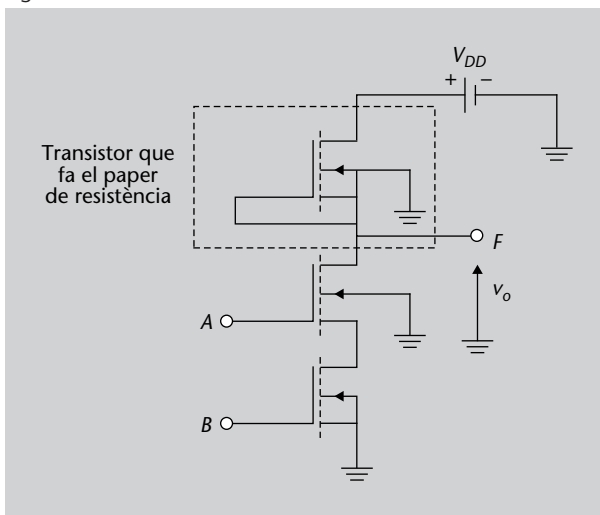 V_DD
+ −
Transistor que
fa el paper
de resistència
F
v_o
A
B